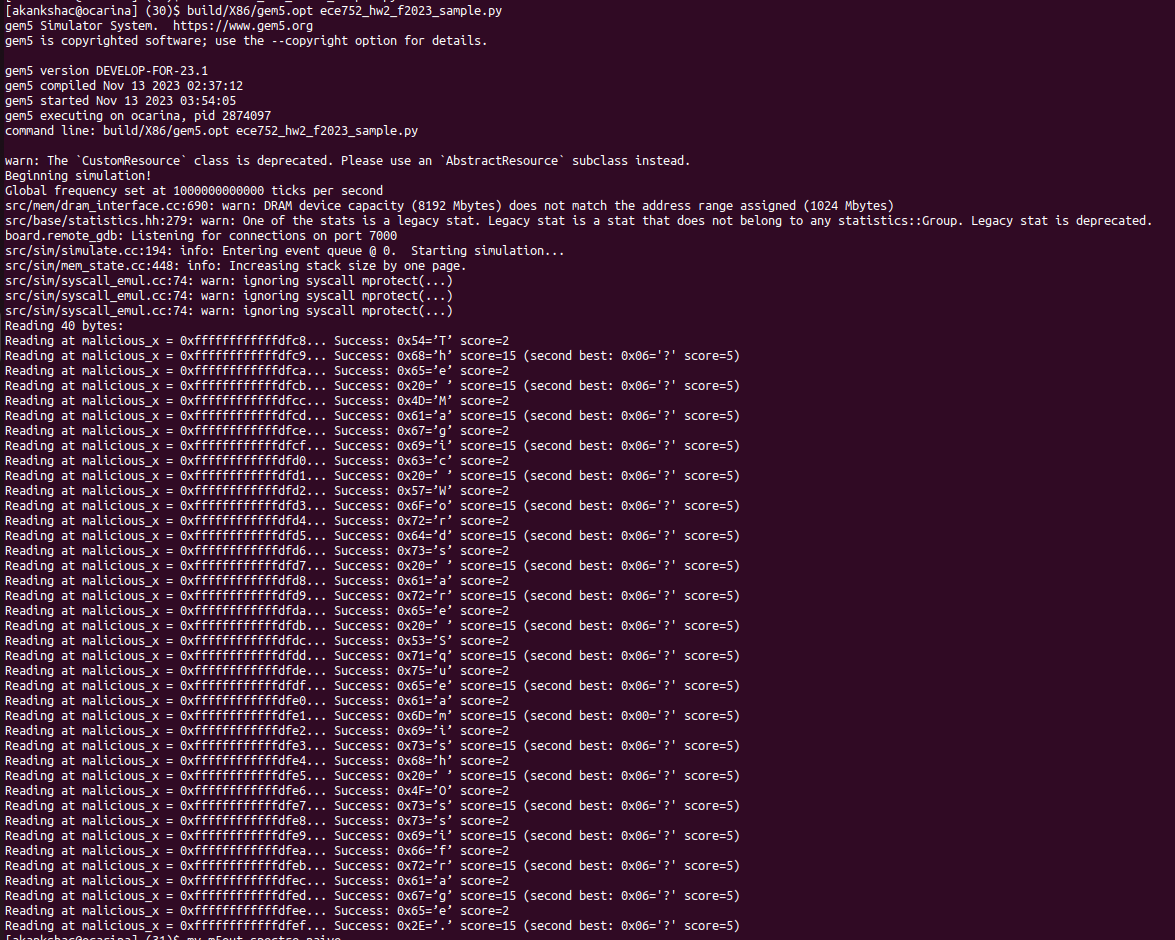 [akankshac@ocarina] (30)$ build/X86/gem5.opt ece752_hw2_f2023_sample.py
gem5 Simulator System.  https://www.gem5.org
gem5 is copyrighted software; use the --copyright option for details.

gem5 version DEVELOP-FOR-23.1
gem5 compiled Nov 13 2023 02:37:12
gem5 started Nov 13 2023 03:54:05
gem5 executing on ocarina, pid 2874097
command line: build/X86/gem5.opt ece752_hw2_f2023_sample.py

warn: The `CustomResource` class is deprecated. Please use an `AbstractResource` subclass instead.
Beginning simulation!
Global frequency set at 1000000000000 ticks per second
src/mem/dram_interface.cc:690: warn: DRAM device capacity (8192 Mbytes) does not match the address range assigned (1024 Mbytes)
src/base/statistics.hh:279: warn: One of the stats is a legacy stat. Legacy stat is a stat that does not belong to any statistics::Group. Legacy stat is deprecated.
board.remote_gdb: Listening for connections on port 7000
src/sim/simulate.cc:194: info: Entering event queue @ 0.  Starting simulation...
src/sim/mem_state.cc:448: info: Increasing stack size by one page.
src/sim/syscall_emul.cc:74: warn: ignoring syscall mprotect(...)
src/sim/syscall_emul.cc:74: warn: ignoring syscall mprotect(...)
src/sim/syscall_emul.cc:74: warn: ignoring syscall mprotect(...)
Reading 40 bytes:
Reading at malicious_x = 0xffffffffffffdfc8... Success: 0x54=’T’ score=2
Reading at malicious_x = 0xffffffffffffdfc9... Success: 0x68=’h’ score=15 (second best: 0x06='?' score=5)
Reading at malicious_x = 0xffffffffffffdfca... Success: 0x65=’e’ score=2
Reading at malicious_x = 0xffffffffffffdfcb... Success: 0x20=’ ’ score=15 (second best: 0x06='?' score=5)
Reading at malicious_x = 0xffffffffffffdfcc... Success: 0x4D=’M’ score=2
Reading at malicious_x = 0xffffffffffffdfcd... Success: 0x61=’a’ score=15 (second best: 0x06='?' score=5)
Reading at malicious_x = 0xffffffffffffdfce... Success: 0x67=’g’ score=2
Reading at malicious_x = 0xffffffffffffdfcf... Success: 0x69=’i’ score=15 (second best: 0x06='?' score=5)
Reading at malicious_x = 0xffffffffffffdfd0... Success: 0x63=’c’ score=2
Reading at malicious_x = 0xffffffffffffdfd1... Success: 0x20=’ ’ score=15 (second best: 0x06='?' score=5)
Reading at malicious_x = 0xffffffffffffdfd2... Success: 0x57=’W’ score=2
Reading at malicious_x = 0xffffffffffffdfd3... Success: 0x6F=’o’ score=15 (second best: 0x06='?' score=5)
Reading at malicious_x = 0xffffffffffffdfd4... Success: 0x72=’r’ score=2
Reading at malicious_x = 0xffffffffffffdfd5... Success: 0x64=’d’ score=15 (second best: 0x06='?' score=5)
Reading at malicious_x = 0xffffffffffffdfd6... Success: 0x73=’s’ score=2
Reading at malicious_x = 0xffffffffffffdfd7... Success: 0x20=’ ’ score=15 (second best: 0x06='?' score=5)
Reading at malicious_x = 0xffffffffffffdfd8... Success: 0x61=’a’ score=2
Reading at malicious_x = 0xffffffffffffdfd9... Success: 0x72=’r’ score=15 (second best: 0x06='?' score=5)
Reading at malicious_x = 0xffffffffffffdfda... Success: 0x65=’e’ score=2
Reading at malicious_x = 0xffffffffffffdfdb... Success: 0x20=’ ’ score=15 (second best: 0x06='?' score=5)
Reading at malicious_x = 0xffffffffffffdfdc... Success: 0x53=’S’ score=2
Reading at malicious_x = 0xffffffffffffdfdd... Success: 0x71=’q’ score=15 (second best: 0x06='?' score=5)
Reading at malicious_x = 0xffffffffffffdfde... Success: 0x75=’u’ score=2
Reading at malicious_x = 0xffffffffffffdfdf... Success: 0x65=’e’ score=15 (second best: 0x06='?' score=5)
Reading at malicious_x = 0xffffffffffffdfe0... Success: 0x61=’a’ score=2
Reading at malicious_x = 0xffffffffffffdfe1... Success: 0x6D=’m’ score=15 (second best: 0x00='?' score=5)
Reading at malicious_x = 0xffffffffffffdfe2... Success: 0x69=’i’ score=2
Reading at malicious_x = 0xffffffffffffdfe3... Success: 0x73=’s’ score=15 (second best: 0x06='?' score=5)
Reading at malicious_x = 0xffffffffffffdfe4... Success: 0x68=’h’ score=2
Reading at malicious_x = 0xffffffffffffdfe5... Success: 0x20=’ ’ score=15 (second best: 0x06='?' score=5)
Reading at malicious_x = 0xffffffffffffdfe6... Success: 0x4F=’O’ score=2
Reading at malicious_x = 0xffffffffffffdfe7... Success: 0x73=’s’ score=15 (second best: 0x06='?' score=5)
Reading at malicious_x = 0xffffffffffffdfe8... Success: 0x73=’s’ score=2
Reading at malicious_x = 0xffffffffffffdfe9... Success: 0x69=’i’ score=15 (second best: 0x06='?' score=5)
Reading at malicious_x = 0xffffffffffffdfea... Success: 0x66=’f’ score=2
Reading at malicious_x = 0xffffffffffffdfeb... Success: 0x72=’r’ score=15 (second best: 0x06='?' score=5)
Reading at malicious_x = 0xffffffffffffdfec... Success: 0x61=’a’ score=2
Reading at malicious_x = 0xffffffffffffdfed... Success: 0x67=’g’ score=15 (second best: 0x06='?' score=5)
Reading at malicious_x = 0xffffffffffffdfee... Success: 0x65=’e’ score=2
Reading at malicious_x = 0xffffffffffffdfef... Success: 0x2E=’.’ score=15 (second best: 0x06='?' score=5)
[akankshac@ocarina] (31)$ mv m5out spectre_naive